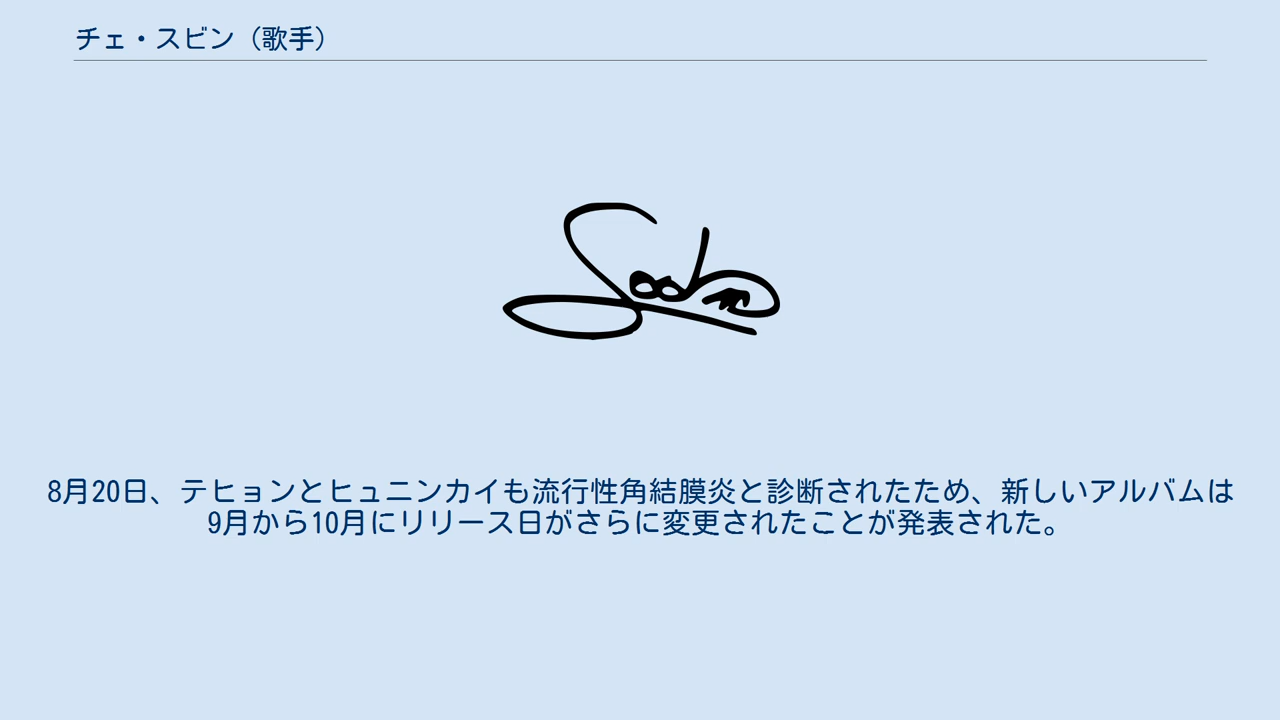 チェ・スビン（歌手）
Soobin
8月20日、テヒョンとヒュニンカイも流行性角結膜炎と診断されたため、新しいアルバムは
9月から10月にリリース日がさらに変更されたことが発表された。